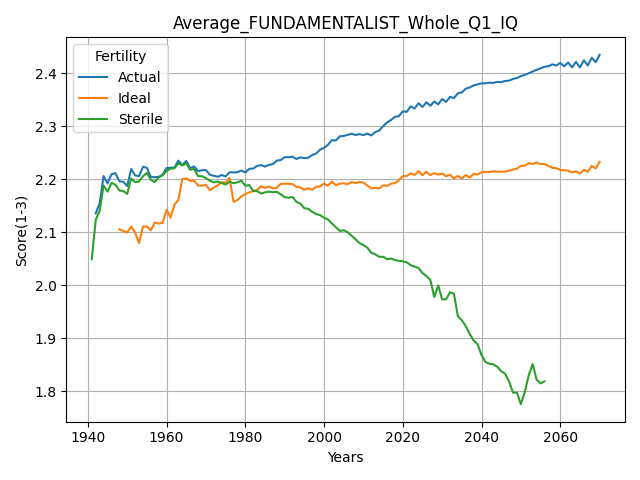 Average_FUNDAMENTALIST_Whole_Q1_IQ
Fertility
Actual
Ideal
Sterile
Score(1-3)
2.4
2.3
2.2
2.1
2.0
1.9
1.8
1940 1960 1980 2000 2020 2040 2060
Years